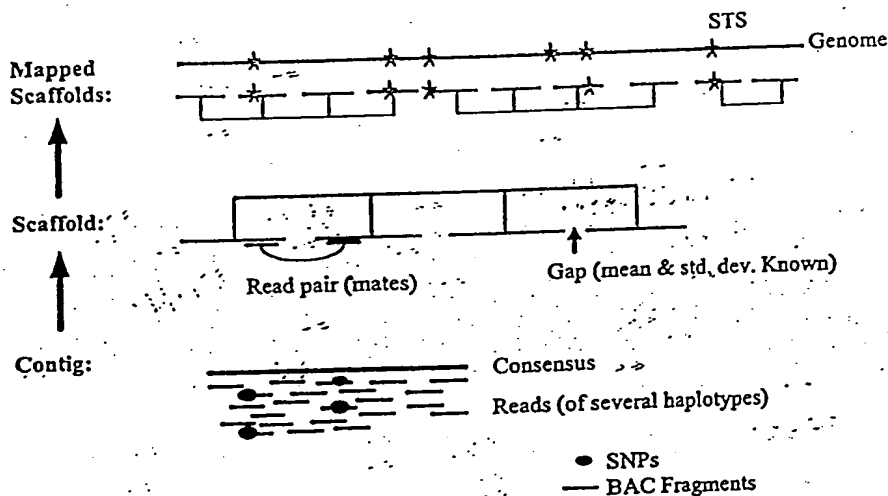 STS
Genome
Mapped
Scaffolds:
Scaffold:
Read pair (mates)
Gap (mean & std. dev. Known)
Contig:
Consensus
Reads (of several haplotypes)
SNPs
BAC Fragments